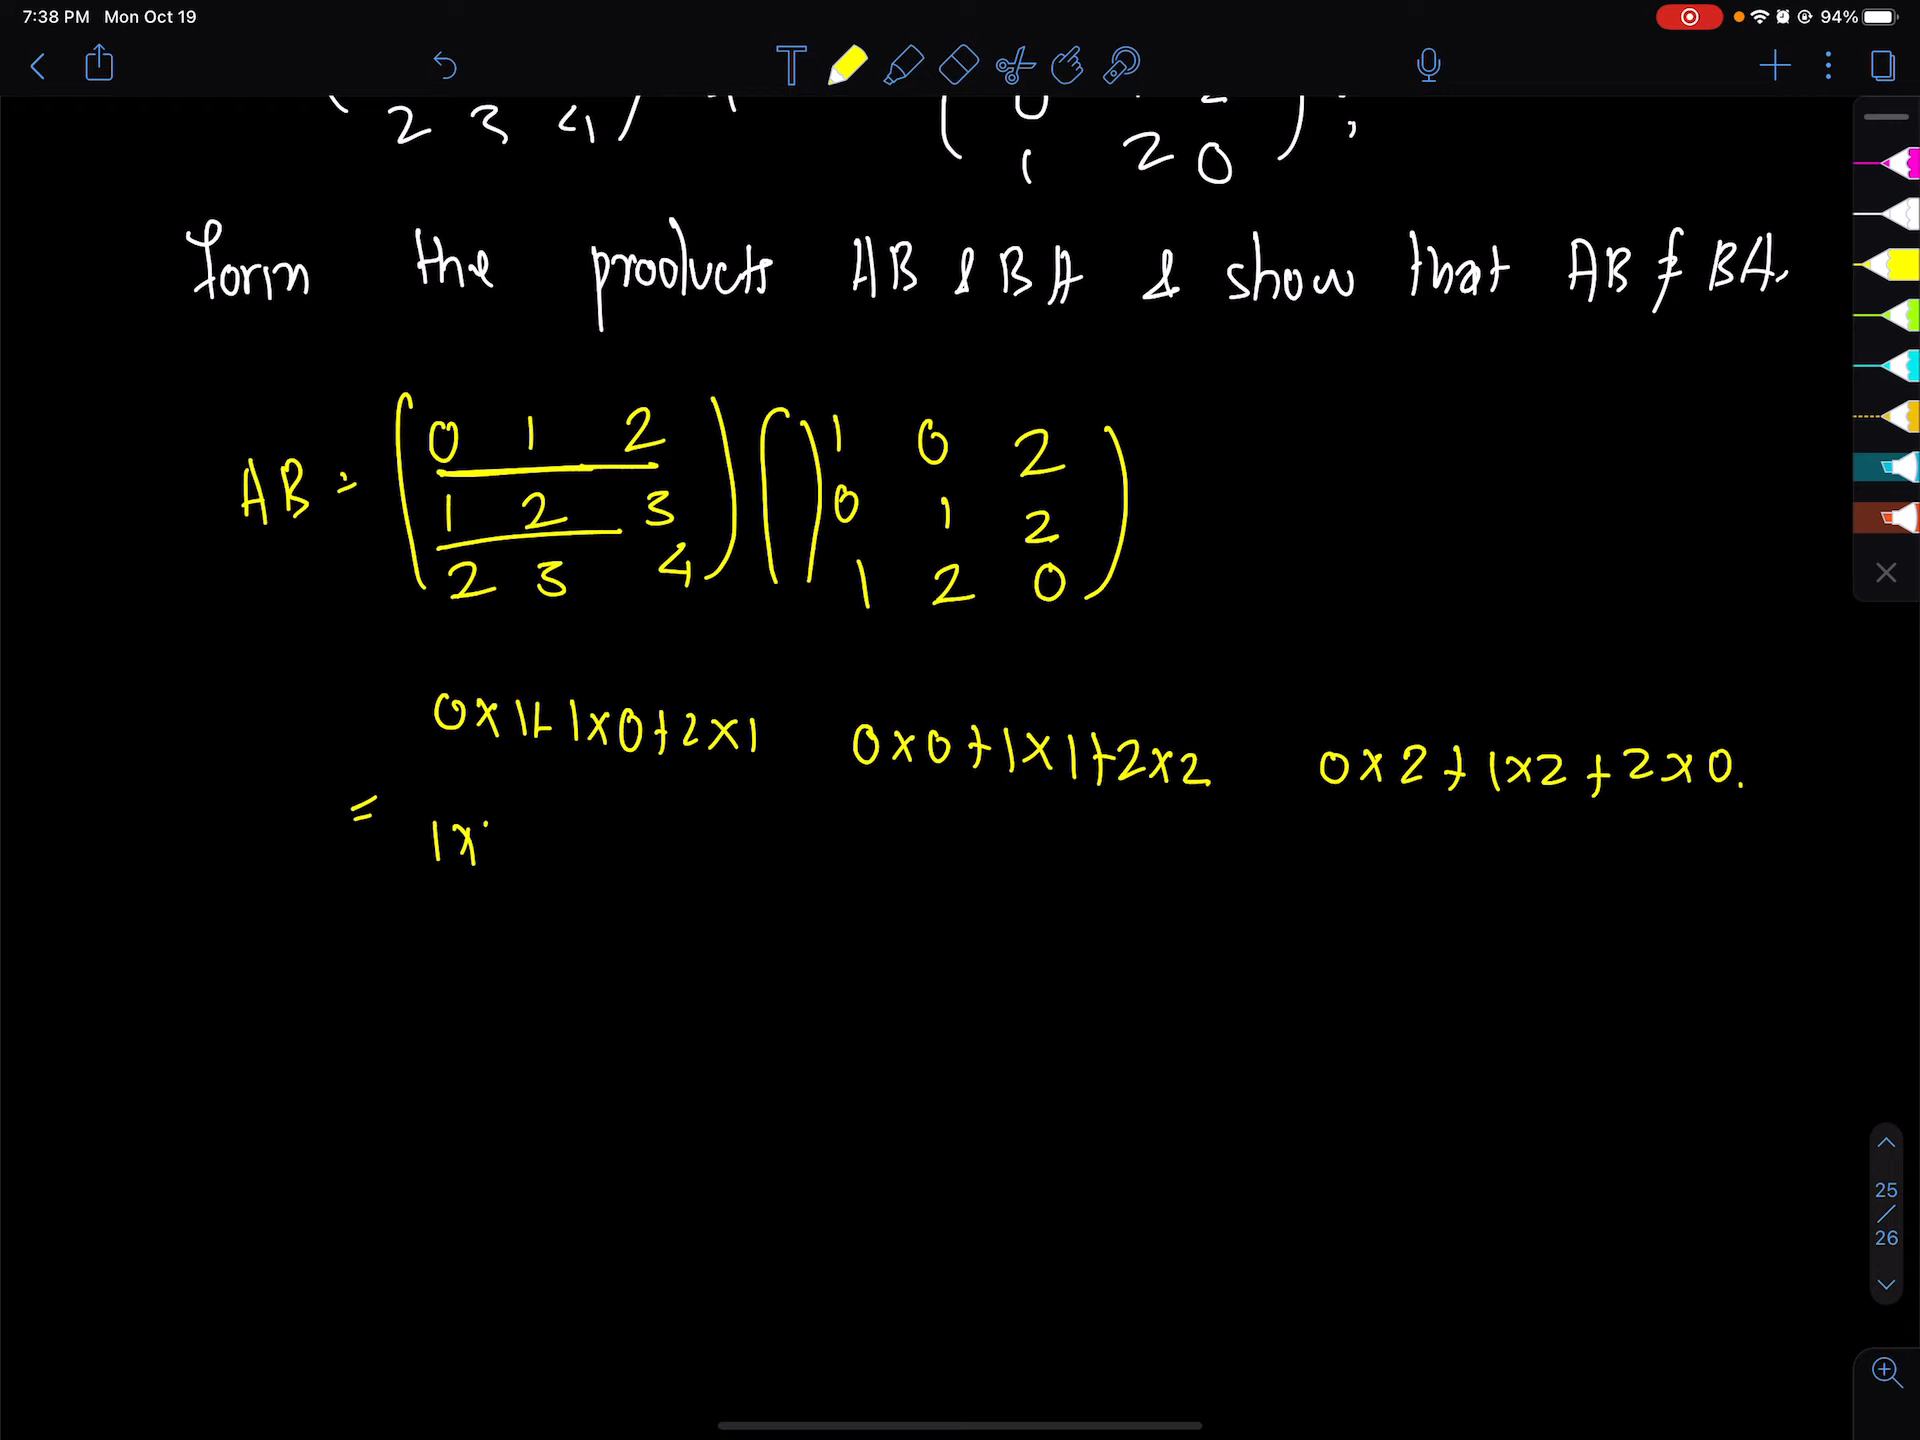 7:38 PM Mon Oct 19
94%
T
2 3 4
0 2
1 2 0 ) ;
Form the products AB & BA & show that AB ≠ BA.
AB = ( 0 1 2 ) ( 1 0 2 )
1 2 3 0 1 2
2 3 4 1 2 0
0×1+1×0+2×1 0×0+1×1+2×2 0×2+1×2+2×0.
=
1×
25
/
26